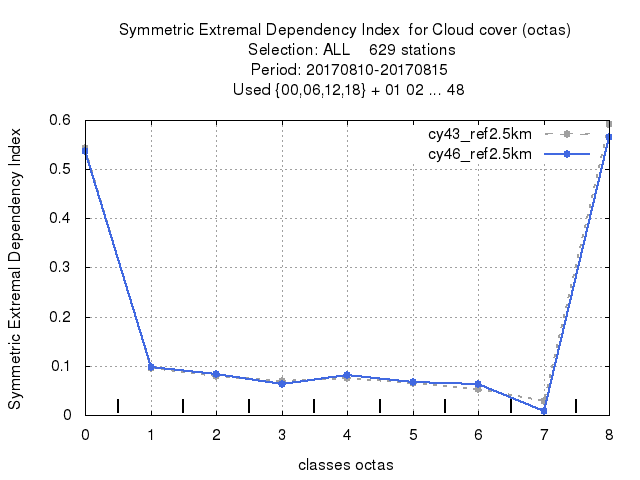 Symmetric Extremal Dependency Index  for Cloud cover (octas)
Selection: ALL    629 stations
Period: 20170810-20170815
Used {00,06,12,18} + 01 02 ... 48
cy43_ref2.5km
cy46_ref2.5km
Symmetric Extremal Dependency Index
0.6
0.5
0.4
0.3
0.2
0.1
0
0 1 2 3 4 5 6 7 8
classes octas